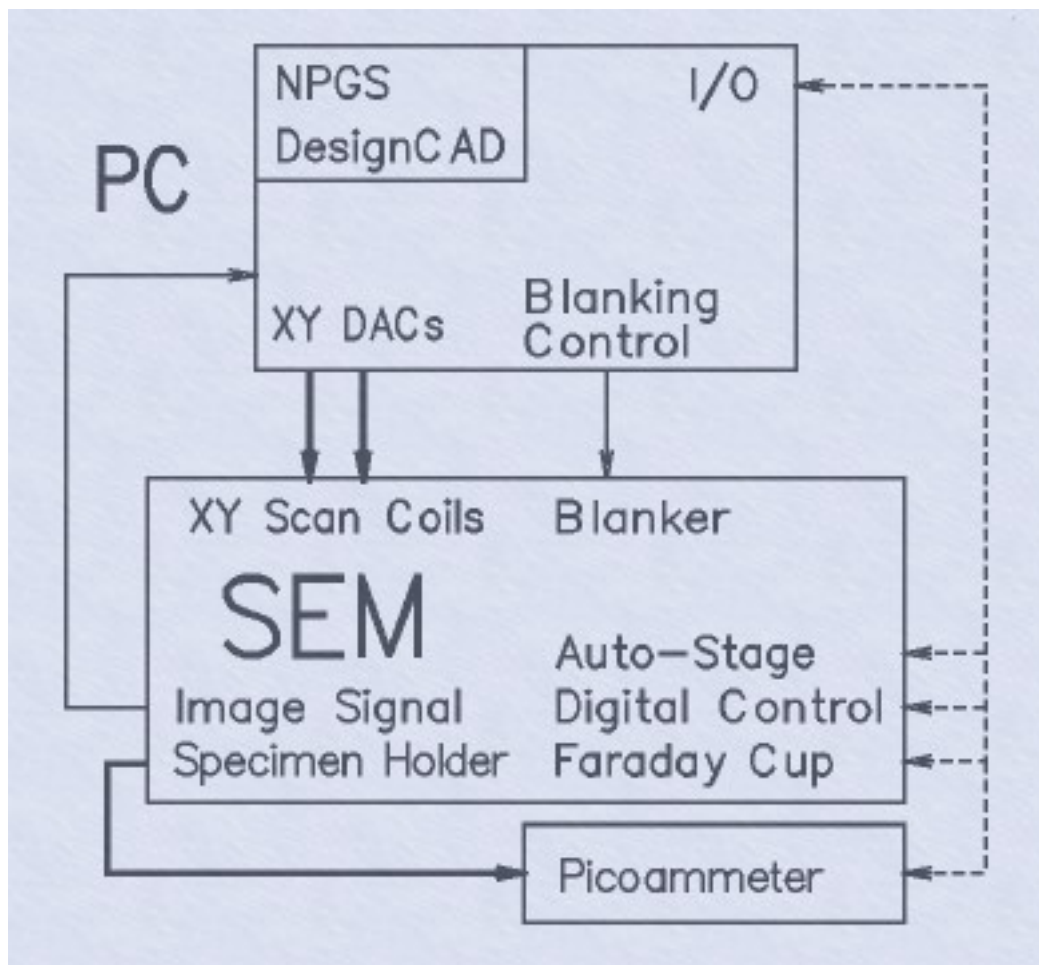 NPGS
DesignCAD
I/O
PC
XY DACs
Blanking
Control
XY Scan Coils
Blanker
SEM
Auto-Stage
Image Signal
Digital Control
Specimen Holder
Faraday Cup
Picoammeter